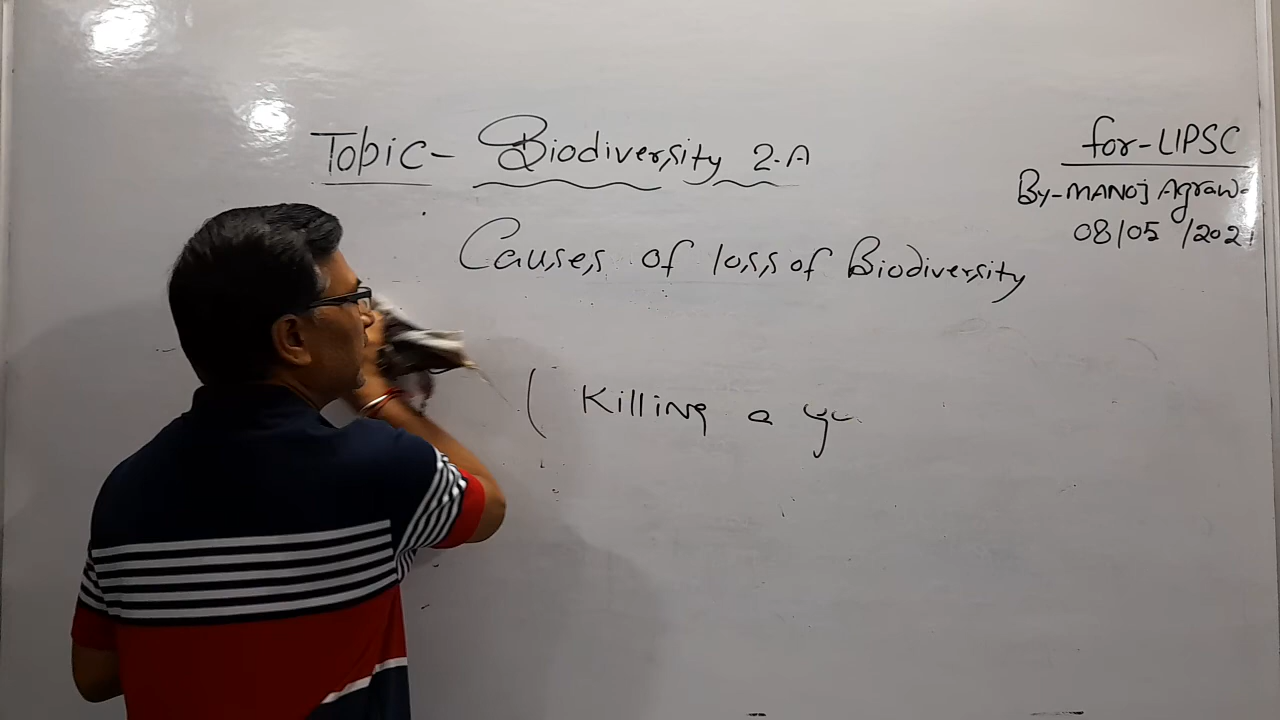 Topic- Biodiversity 2.A
for-UPSC
By-MANOJ Agraw
08/05/202
Causes of loss of Biodiversity
( Killing a